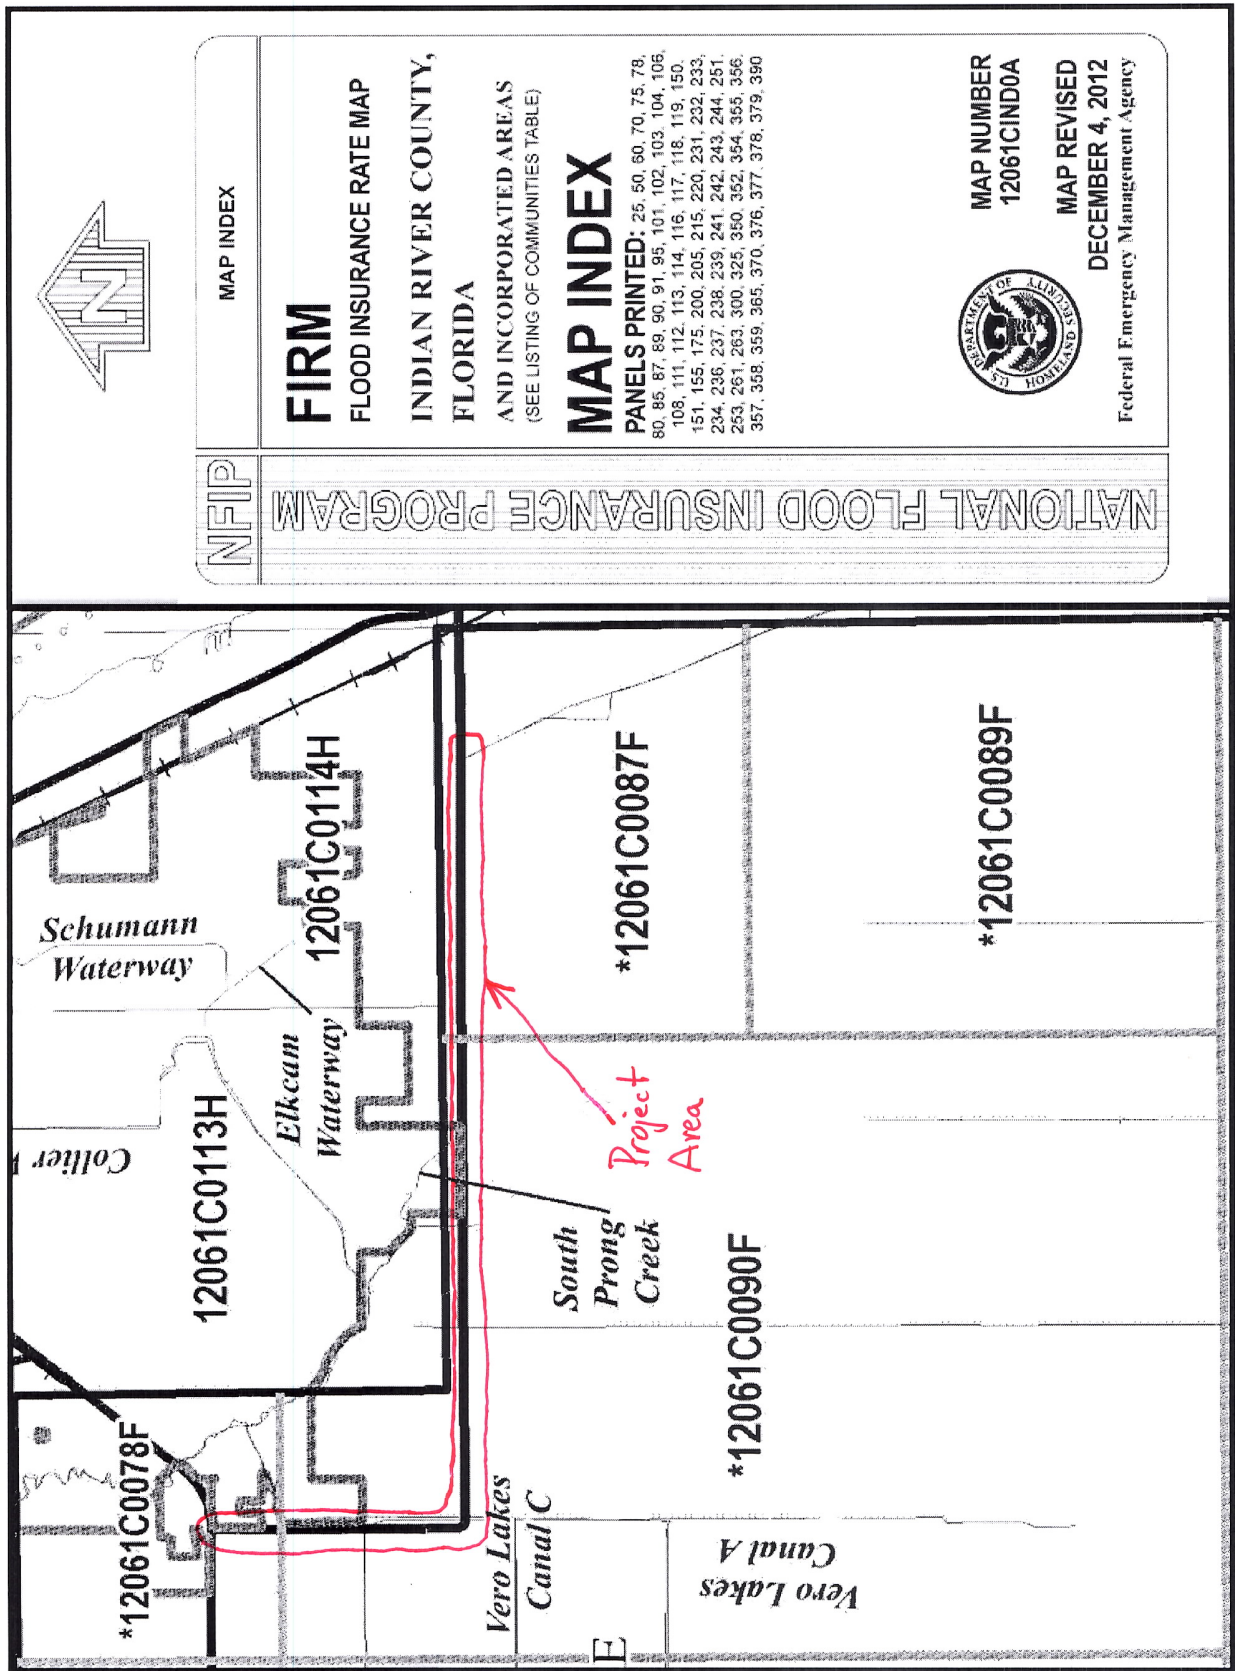 N
MAP INDEX
NFIP
NATIONAL FLOOD INSURANCE PROGRAM
FIRM
FLOOD INSURANCE RATE MAP
INDIAN RIVER COUNTY,
FLORIDA
AND INCORPORATED AREAS
(SEE LISTING OF COMMUNITIES TABLE)
MAP INDEX
PANELS PRINTED: 25, 50, 60, 70, 75, 78,
80, 85, 87, 89, 90, 91, 95, 101, 102, 103, 104, 106,
108, 111, 112, 113, 114, 116, 117, 118, 119, 150,
151, 155, 175, 200, 205, 215, 220, 231, 232, 233,
234, 236, 237, 238, 239, 241, 242, 243, 244, 251,
253, 261, 263, 300, 325, 350, 352, 354, 355, 356,
357, 358, 359, 365, 370, 376, 377, 378, 379, 390
U.S. DEPARTMENT OF
HOMELAND SECURITY
MAP NUMBER
12061CIND0A
MAP REVISED
DECEMBER 4, 2012
Federal Emergency Management Agency
*12061C0078F
12061C0113H
Collier
Schumann
Waterway
Elkcam
Waterway
12061C0114H
South
Prong
Creek
Project
Area
*12061C0087F
*12061C0089F
*12061C0090F
Vero Lakes
Canal C
Vero Lakes
Canal A
E